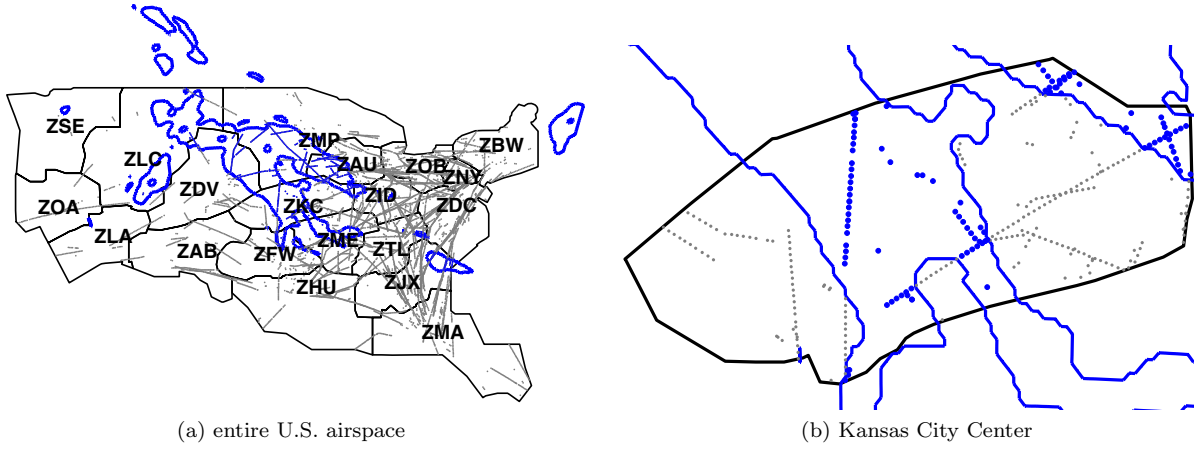 ZSE
ZMP
ZBW
ZLC
ZAU
ZOB
ZNY
ZDV
ZID
ZOA
ZKC
ZDC
ZLA
ZME
ZAB
ZFW
ZTL
ZHU
ZJX
ZMA
(a) entire U.S. airspace
(b) Kansas City Center